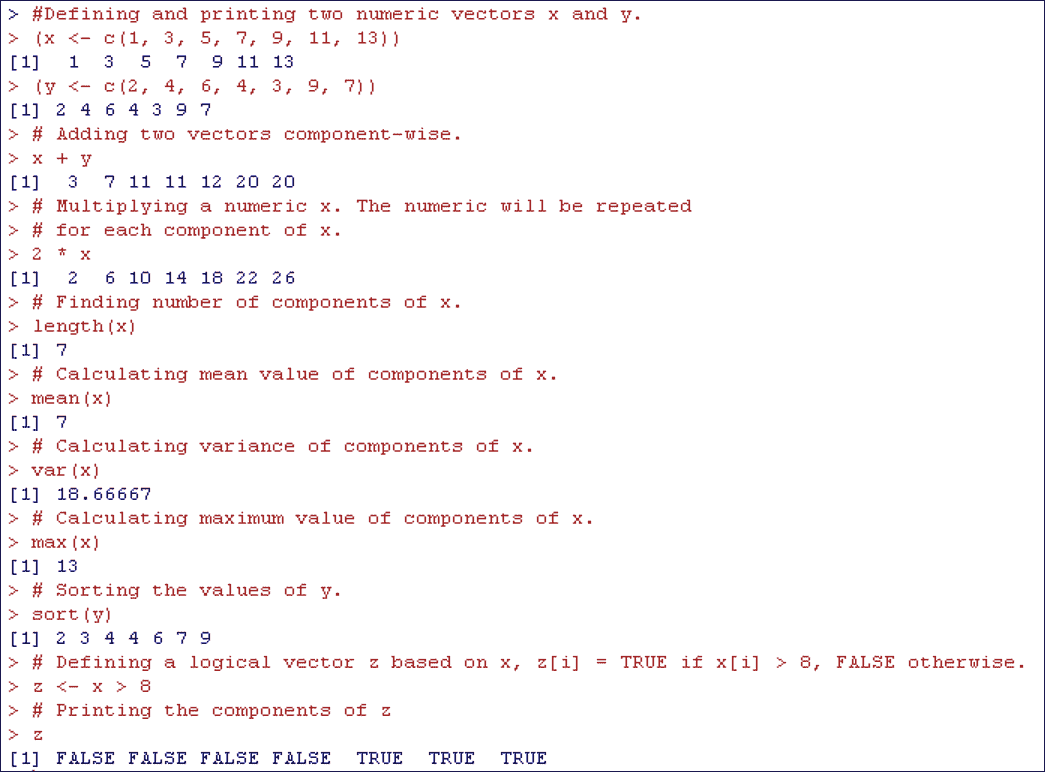 > #Defining and printing two numeric vectors x and y.
> (x <- c(1, 3, 5, 7, 9, 11, 13))
[1]  1  3  5  7  9 11 13
> (y <- c(2, 4, 6, 4, 3, 9, 7))
[1] 2 4 6 4 3 9 7
> # Adding two vectors component-wise.
> x + y
[1]  3  7 11 11 12 20 20
> # Multiplying a numeric x. The numeric will be repeated
> # for each component of x.
> 2 * x
[1]  2  6 10 14 18 22 26
> # Finding number of components of x.
> length(x)
[1] 7
> # Calculating mean value of components of x.
> mean(x)
[1] 7
> # Calculating variance of components of x.
> var(x)
[1] 18.66667
> # Calculating maximum value of components of x.
> max(x)
[1] 13
> # Sorting the values of y.
> sort(y)
[1] 2 3 4 4 6 7 9
> # Defining a logical vector z based on x, z[i] = TRUE if x[i] > 8, FALSE otherwise.
> z <- x > 8
> # Printing the components of z
> z
[1] FALSE FALSE FALSE FALSE  TRUE  TRUE  TRUE